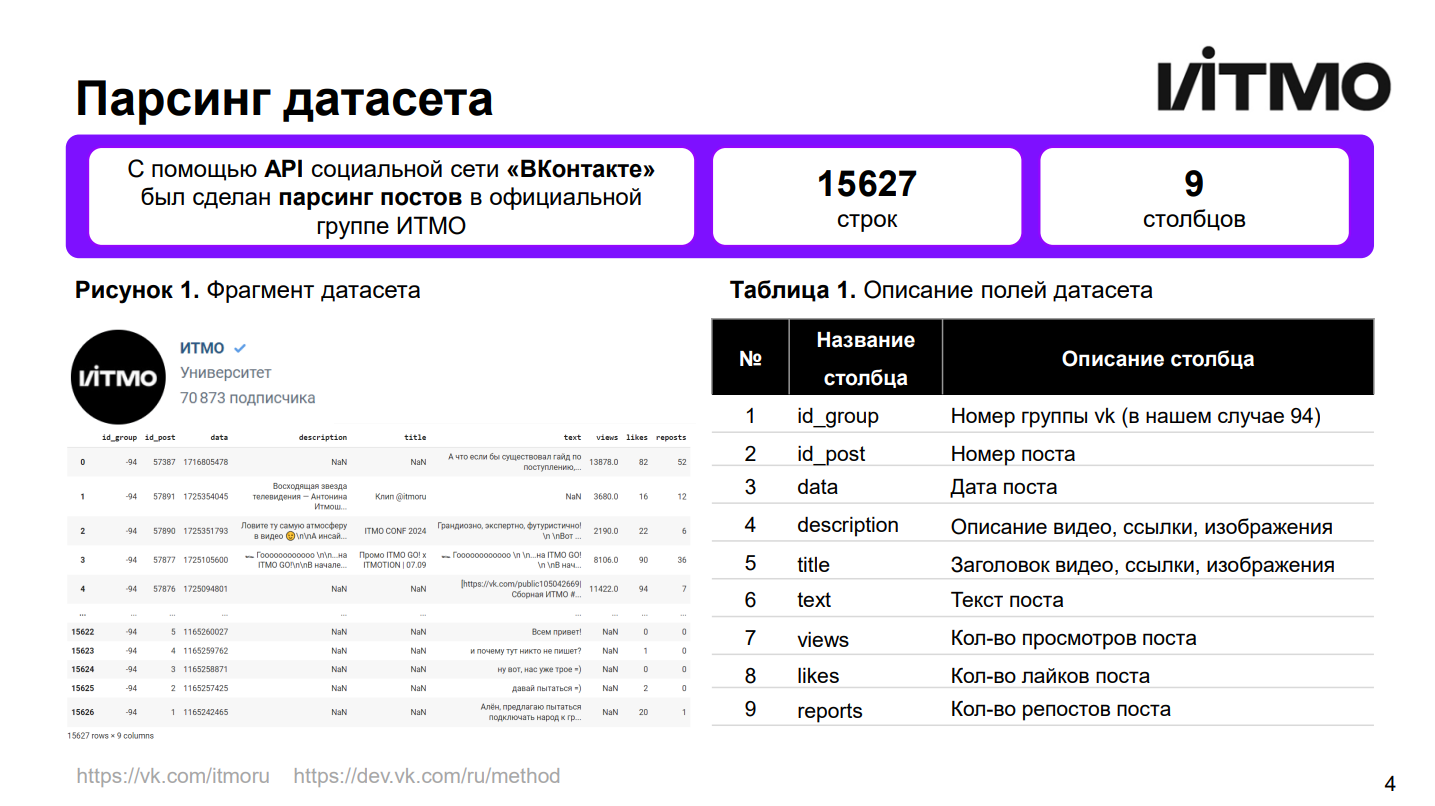 ИТМО
Парсинг датасета
С помощью API социальной сети «ВКонтакте»
был сделан парсинг постов в официальной
группе ИТМО
15627
строк
9
столбцов
Рисунок 1. Фрагмент датасета
ITMO
ИТМО
Университет
70 873 подписчика
id_group id_post data description title text views likes reposts
0 -94 57387 1716805478 NaN NaN А что если бы существовал гайд по поступлению,... 13878.0 82 52
1 -94 57891 1725354045 Восходящая звезда телевидения — Антонина Итмош... Клип @itmoru NaN 3680.0 16 12
2 -94 57890 1725351793 Ловите ту самую атмосферу в видео 😉\n\nА инсай... ITMO CONF 2024 Грандиозно, экспертно, футуристично! \n \nВот ... 2190.0 22 6
3 -94 57877 1725105600 Гоооооооооооо \n\n...на ITMO GO!\n\nВ начале... Промо ITMO GO! x ITMOTION | 07.09 Гоооооооооооо \n \n...на ITMO GO! \n \nВ нач... 8106.0 90 36
4 -94 57876 1725094801 NaN NaN [https://vk.com/public105042669| Сборная ИТМО #... 11422.0 94 7
... ... ... ... ... ... ... ... ... ...
15622 -94 5 1165260027 NaN NaN Всем привет! NaN 0 0
15623 -94 4 1165259762 NaN NaN и почему тут никто не пишет? NaN 1 0
15624 -94 3 1165258871 NaN NaN ну вот, нас уже трое =) NaN 0 0
15625 -94 2 1165257425 NaN NaN давай пытаться =) NaN 2 0
15626 -94 1 1165242465 NaN NaN Алён, предлагаю пытаться подключать народ к гр... NaN 20 1
15627 rows × 9 columns
Таблица 1. Описание полей датасета
№ Название столбца Описание столбца
1 id_group Номер группы vk (в нашем случае 94)
2 id_post Номер поста
3 data Дата поста
4 description Описание видео, ссылки, изображения
5 title Заголовок видео, ссылки, изображения
6 text Текст поста
7 views Кол-во просмотров поста
8 likes Кол-во лайков поста
9 reports Кол-во репостов поста
https://vk.com/itmoru https://dev.vk.com/ru/method
4